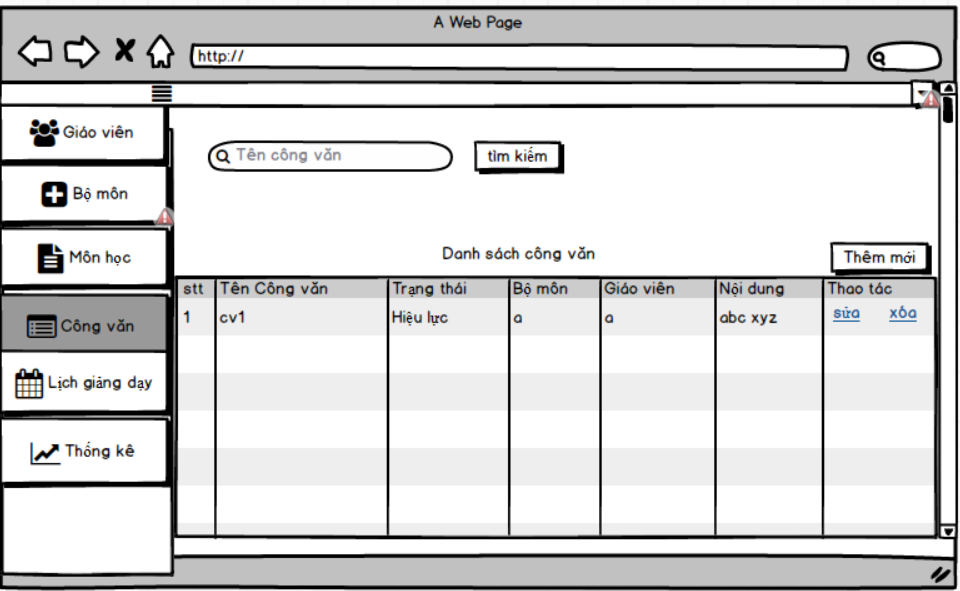 A Web Page
http://
Giáo viên
Bộ môn
Môn học
Công văn
Lịch giảng dạy
Thống kê
Tên công văn
tìm kiếm
Danh sách công văn
Thêm mới
stt Tên Công văn Trạng thái Bộ môn Giáo viên Nội dung Thao tác
1 cv1 Hiệu lực a a abc xyz sửa xóa